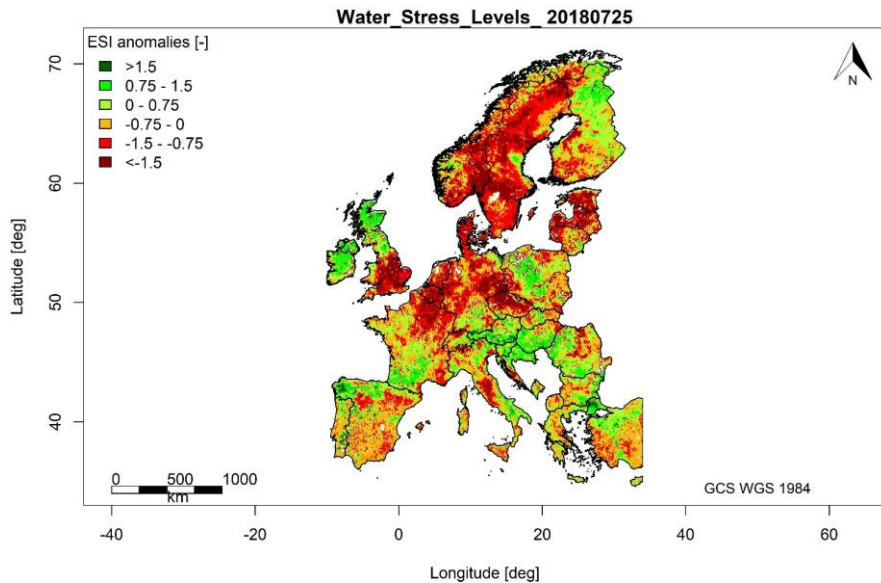 Water_Stress_Levels_ 20180725
ESI anomalies [-]
>1.5
0.75 - 1.5
0 - 0.75
-0.75 - 0
-1.5 - -0.75
<-1.5
N
70
60
50
40
Latitude [deg]
0 500 1000
km
GCS WGS 1984
-40 -20 0 20 40 60
Longitude [deg]